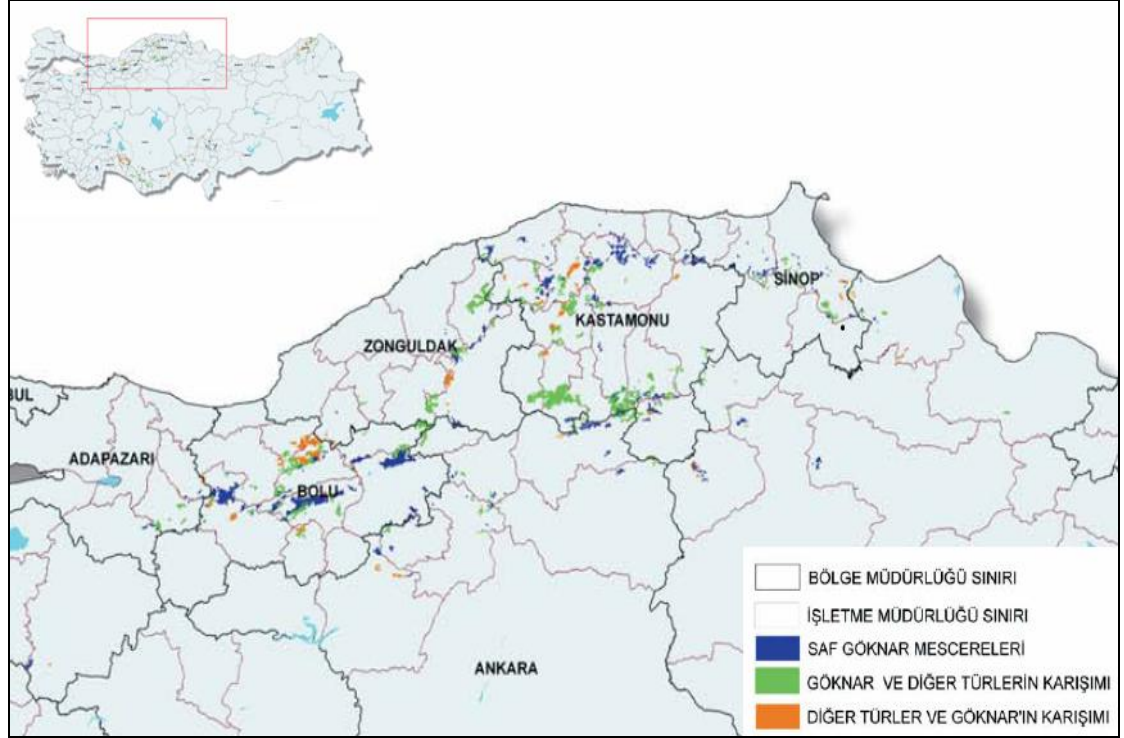 SİNOP
KASTAMONU
ZONGULDAK
BUL
ADAPAZARI
BOLU
ANKARA
BÖLGE MÜDÜRLÜĞÜ SINIRI
İŞLETME MÜDÜRLÜĞÜ SINIRI
SAF GÖKNAR MESCERELERİ
GÖKNAR VE DİĞER TÜRLERİN KARIŞIMI
DİĞER TÜRLER VE GÖKNAR'IN KARIŞIMI